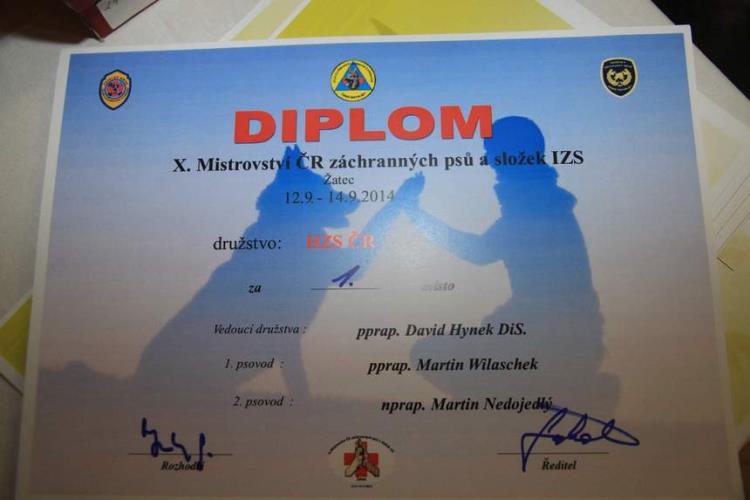 DIPLOM
X. Mistrovství ČR záchranných psů a složek IZS
Žatec
12.9. - 14.9.2014
družstvo: HZS ČR
za 1. místo
Vedoucí družstva : pprap. David Hynek DiS.
1. psovod : pprap. Martin Wilaschek
2. psovod : nprap. Martin Nedojedlý
Rozhodčí Ředitel